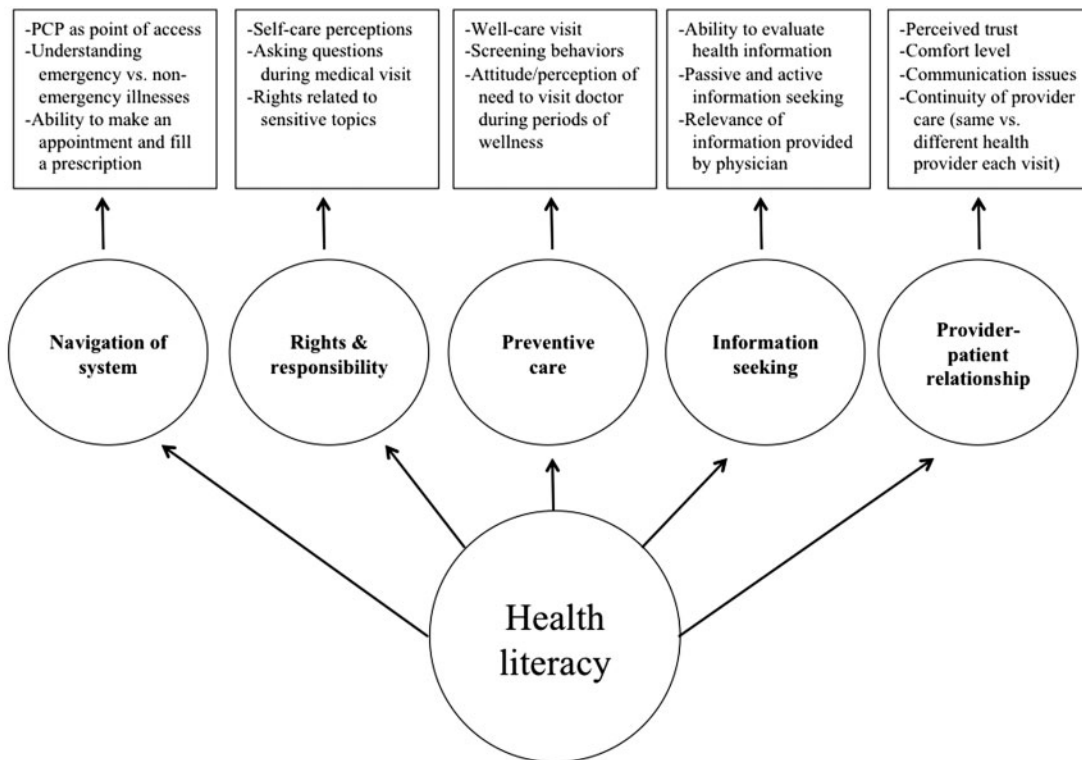 -PCP as point of access
-Understanding
emergency vs. non-
emergency illnesses
-Ability to make an
appointment and fill
a prescription
-Self-care perceptions
-Asking questions
during medical visit
-Rights related to
sensitive topics
-Well-care visit
-Screening behaviors
-Attitude/perception of
need to visit doctor
during periods of
wellness
-Ability to evaluate
health information
-Passive and active
information seeking
-Relevance of
information provided
by physician
-Perceived trust
-Comfort level
-Communication issues
-Continuity of provider
care (same vs.
different health
provider each visit)
Navigation of
system
Rights &
responsibility
Preventive
care
Information
seeking
Provider-
patient
relationship
Health
literacy